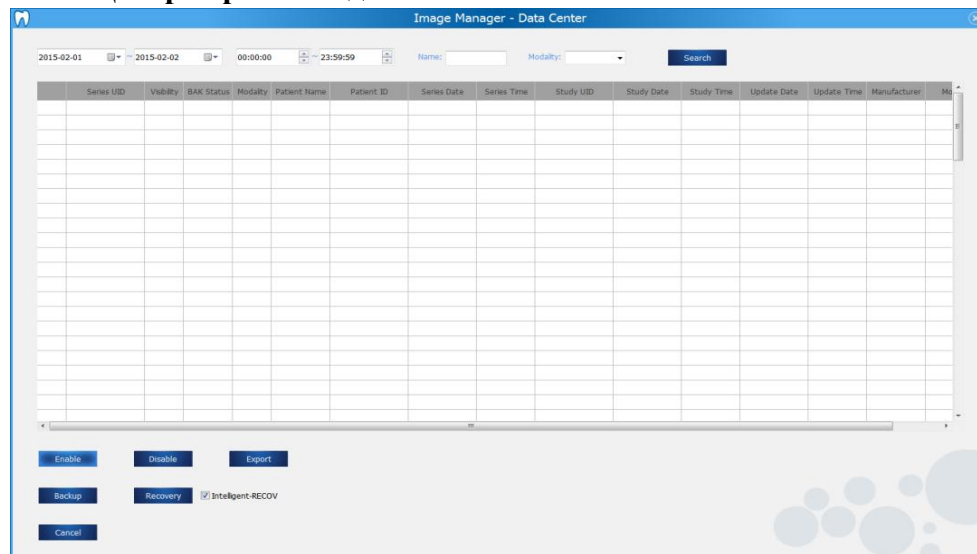 Image Manager - Data Center
2015-02-01 ~ 2015-02-02 00:00:00 ~ 23:59:59 Name: Modality: Search
Series UID Visibility BAK Status Modality Patient Name Patient ID Series Date Series Time Study UID Study Date Study Time Update Date Update Time Manufacturer Mo
Enable Disable Export
Backup Recovery Intelligent-RECOV
Cancel